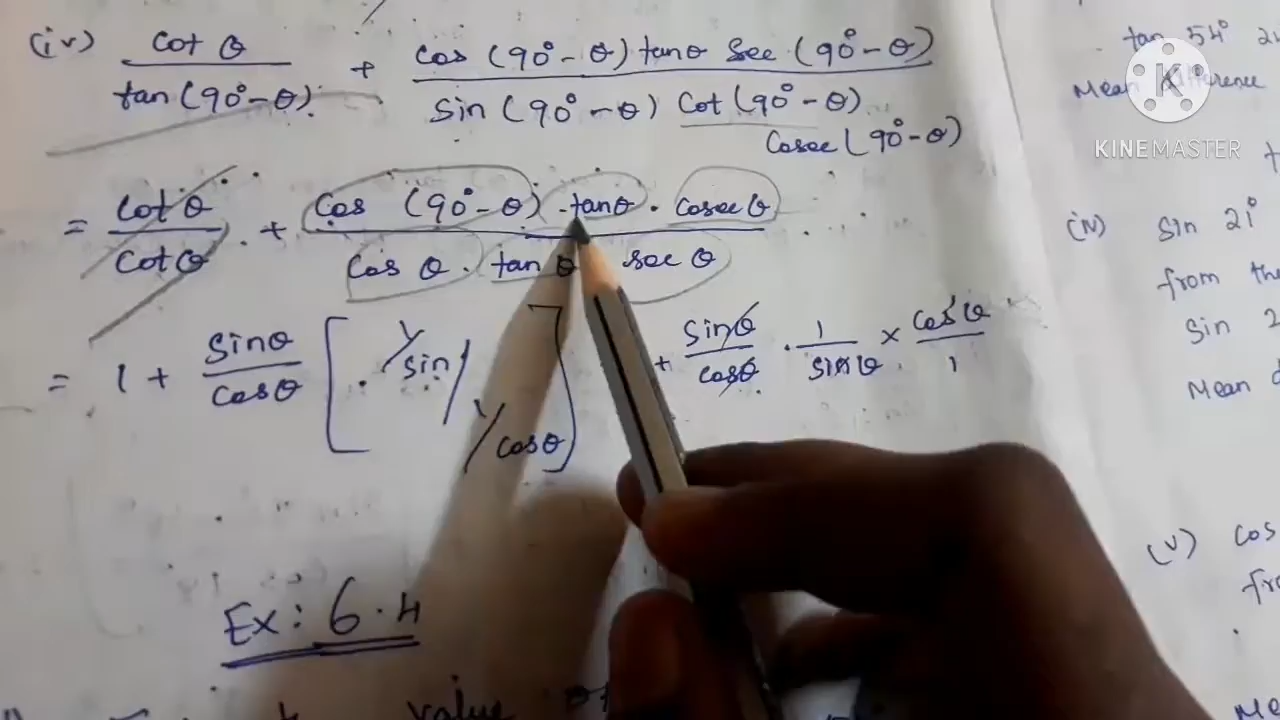 (iv) cot θ / tan (90° - θ) + cos (90° - θ) tan θ sec (90° - θ) / sin (90° - θ) cot (90° - θ) cosec (90° - θ)
= cot θ / cot θ + cos (90° - θ) . tan θ . cosec θ / cos θ . tan θ sec θ
= 1 + sin θ / cos θ [ . 1/sin / 1/cos θ ] + sin θ / cos θ . 1 / sin θ × cos θ / 1
Ex: 6.4
value
tan 54°
Mean difference
K
KINEMASTER
(iv) sin 21°
from the
sin 2
Mean d
(v) cos